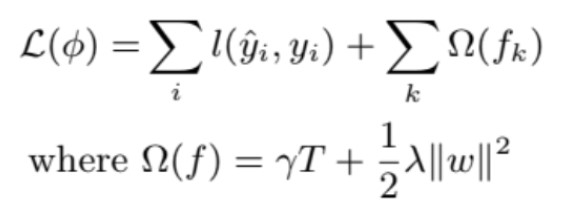 ℒ(ϕ) = ∑_i l(ŷ_i, y_i) + ∑_k Ω(f_k)
where Ω(f) = γT + ½λ‖w‖²